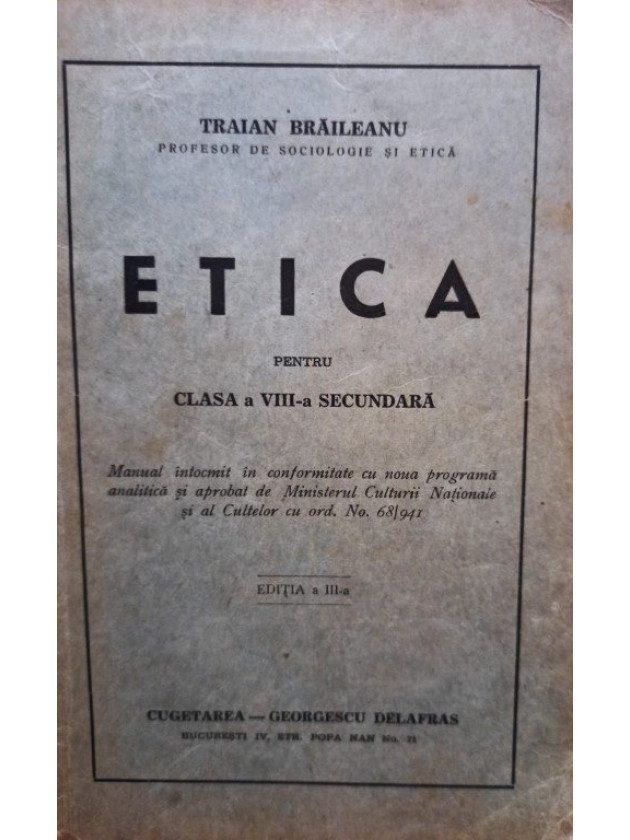 TRAIAN BRĂILEANU
PROFESOR DE SOCIOLOGIE ȘI ETICĂ
ETICA
PENTRU
CLASA a VIII-a SECUNDARĂ
Manual întocmit în conformitate cu noua programă
analitică și aprobat de Ministerul Culturii Naționale
și al Cultelor cu ord. No. 68/941
EDIȚIA a III-a
CUGETAREA — GEORGESCU DELAFRAS
BUCUREȘTI IV, STR. POPA NAN No. 21